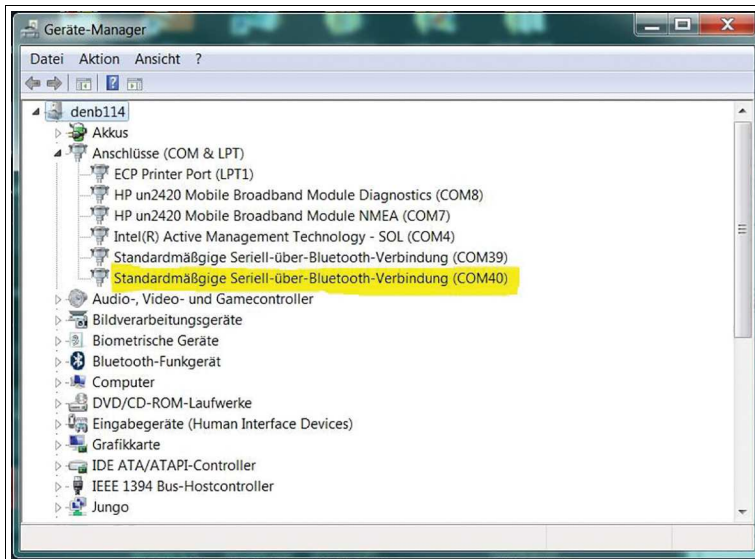 Geräte-Manager
Datei Aktion Ansicht ?
denb114
Akkus
Anschlüsse (COM & LPT)
ECP Printer Port (LPT1)
HP un2420 Mobile Broadband Module Diagnostics (COM8)
HP un2420 Mobile Broadband Module NMEA (COM7)
Intel(R) Active Management Technology - SOL (COM4)
Standardmäßgige Seriell-über-Bluetooth-Verbindung (COM39)
Standardmäßgige Seriell-über-Bluetooth-Verbindung (COM40)
Audio-, Video- und Gamecontroller
Bildverarbeitungsgeräte
Biometrische Geräte
Bluetooth-Funkgerät
Computer
DVD/CD-ROM-Laufwerke
Eingabegeräte (Human Interface Devices)
Grafikkarte
IDE ATA/ATAPI-Controller
IEEE 1394 Bus-Hostcontroller
Jungo